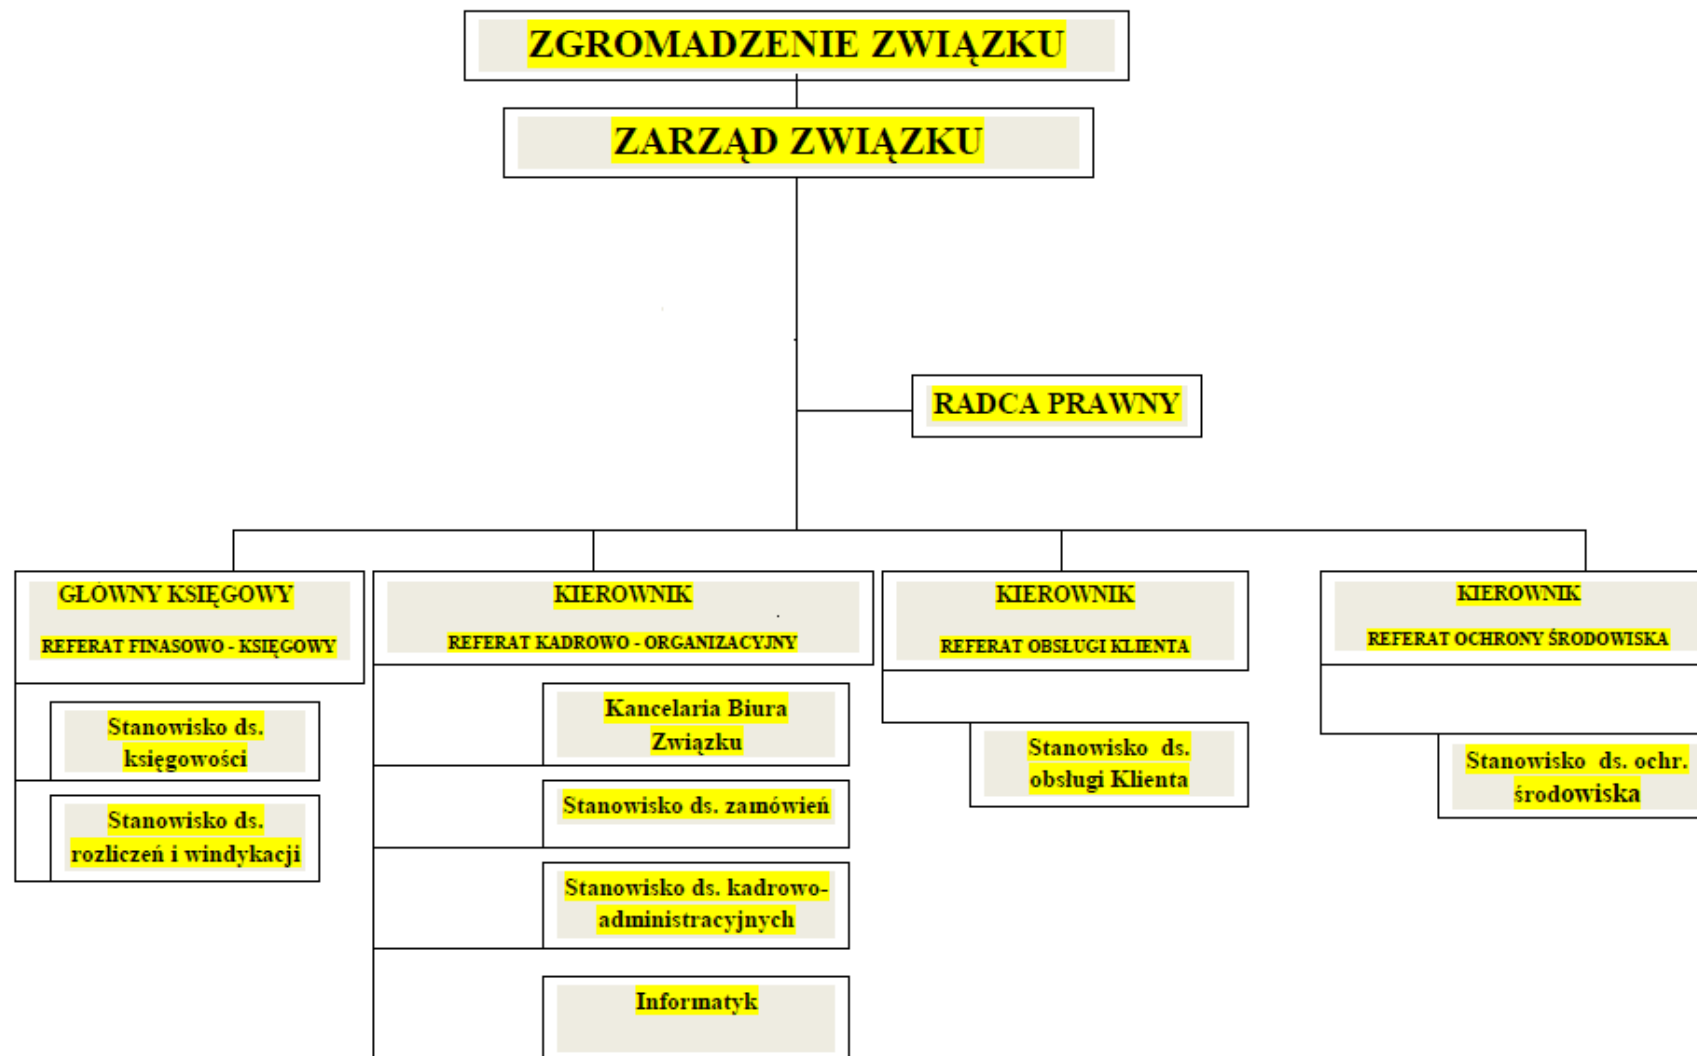 ZGROMADZENIE ZWIĄZKU
ZARZĄD ZWIĄZKU
RADCA PRAWNY
GŁÓWNY KSIĘGOWY
REFERAT FINASOWO - KSIĘGOWY
Stanowisko ds.
księgowości
Stanowisko ds.
rozliczeń i windykacji
KIEROWNIK
REFERAT KADROWO - ORGANIZACYJNY
Kancelaria Biura
Związku
Stanowisko ds. zamówień
Stanowisko ds. kadrowo-
administracyjnych
Informatyk
KIEROWNIK
REFERAT OBSŁUGI KLIENTA
Stanowisko ds.
obsługi Klienta
KIEROWNIK
REFERAT OCHRONY ŚRODOWISKA
Stanowisko ds. ochr.
środowiska